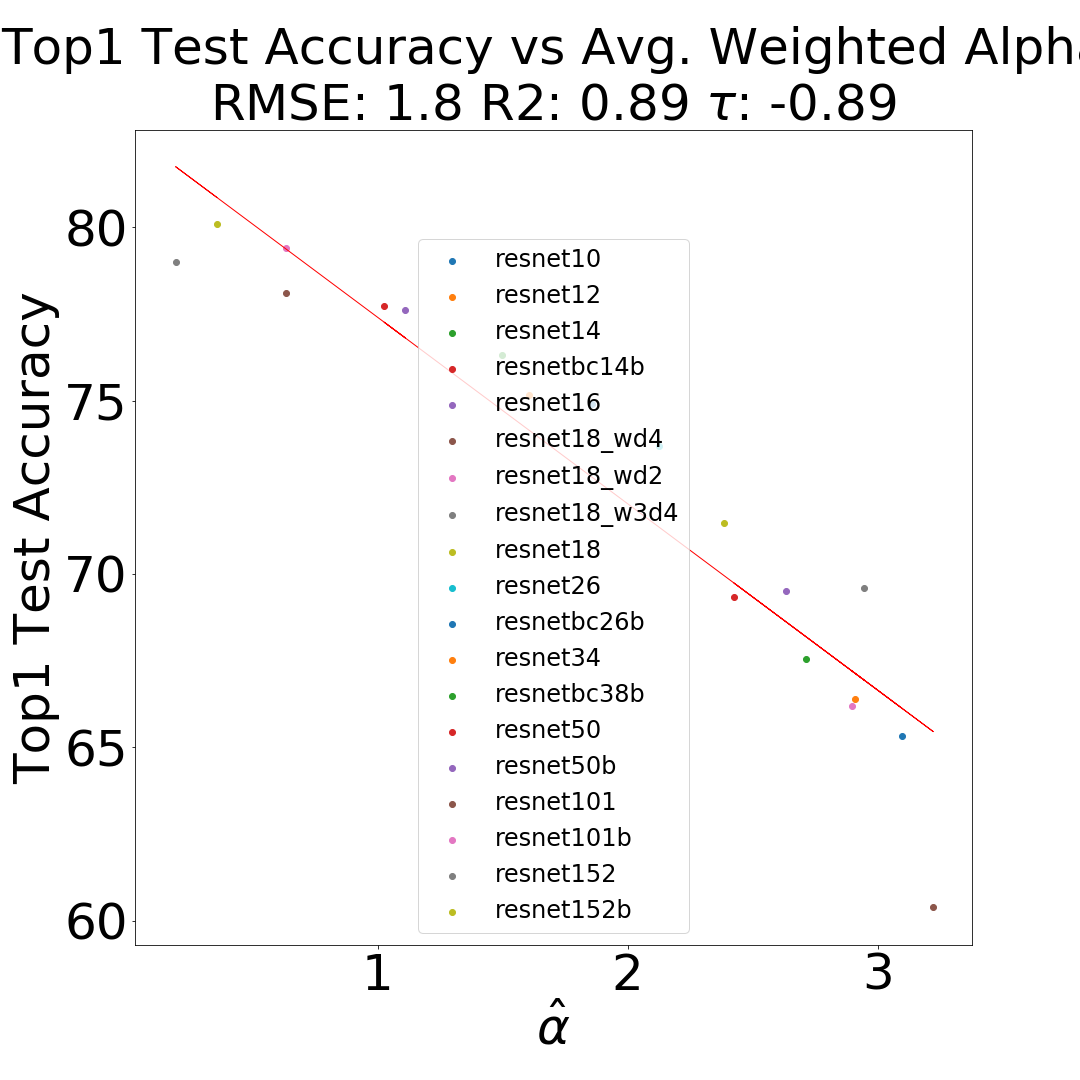 Top1 Test Accuracy vs Avg. Weighted Alpha
RMSE: 1.8 R2: 0.89 τ: -0.89
Top1 Test Accuracy
80
75
70
65
60
resnet10
resnet12
resnet14
resnetbc14b
resnet16
resnet18_wd4
resnet18_wd2
resnet18_w3d4
resnet18
resnet26
resnetbc26b
resnet34
resnetbc38b
resnet50
resnet50b
resnet101
resnet101b
resnet152
resnet152b
1 2 3
α̂